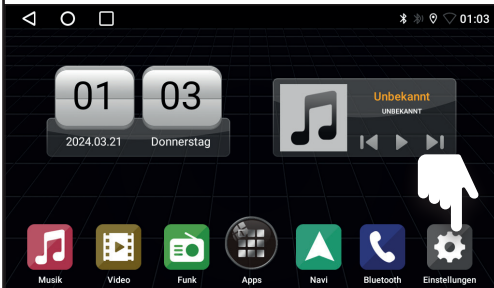 01:03
01 03
2024.03.21 Donnerstag
Unbekannt
UNBEKANNT
Musik Video Funk Apps Navi Bluetooth Einstellungen